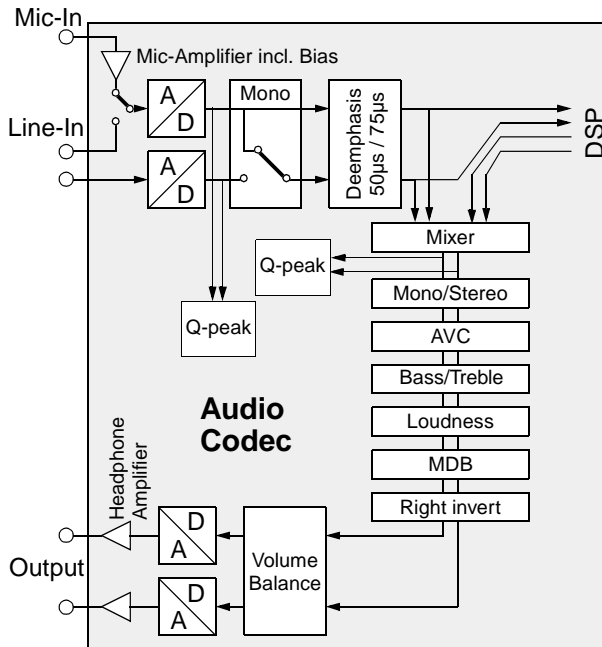 Mic-In
Mic-Amplifier incl. Bias
A
D
Mono
Deemphasis
50µs / 75µs
Line-In
A
D
DSP
Mixer
Q-peak
Mono/Stereo
Q-peak
AVC
Bass/Treble
Audio
Codec
Loudness
MDB
Right invert
Headphone
Amplifier
D
A
Volume
Balance
Output
D
A